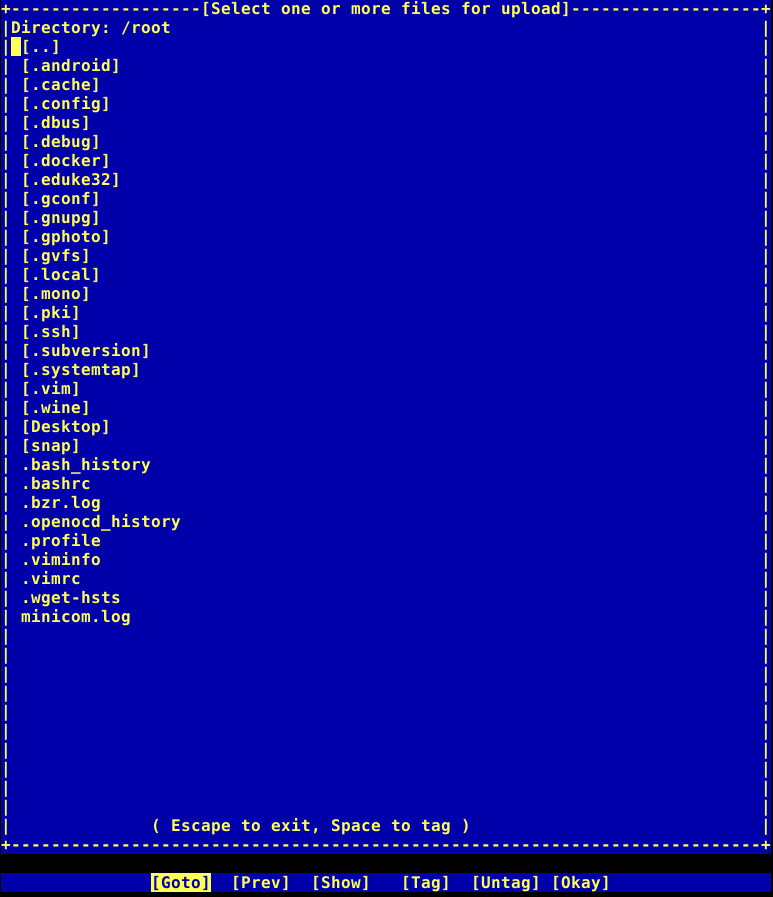 [Select one or more files for upload]
Directory: /root
[..]
[.android]
[.cache]
[.config]
[.dbus]
[.debug]
[.docker]
[.eduke32]
[.gconf]
[.gnupg]
[.gphoto]
[.gvfs]
[.local]
[.mono]
[.pki]
[.ssh]
[.subversion]
[.systemtap]
[.vim]
[.wine]
[Desktop]
[snap]
.bash_history
.bashrc
.bzr.log
.openocd_history
.profile
.viminfo
.vimrc
.wget-hsts
minicom.log
( Escape to exit, Space to tag )
[Goto] [Prev] [Show] [Tag] [Untag] [Okay]